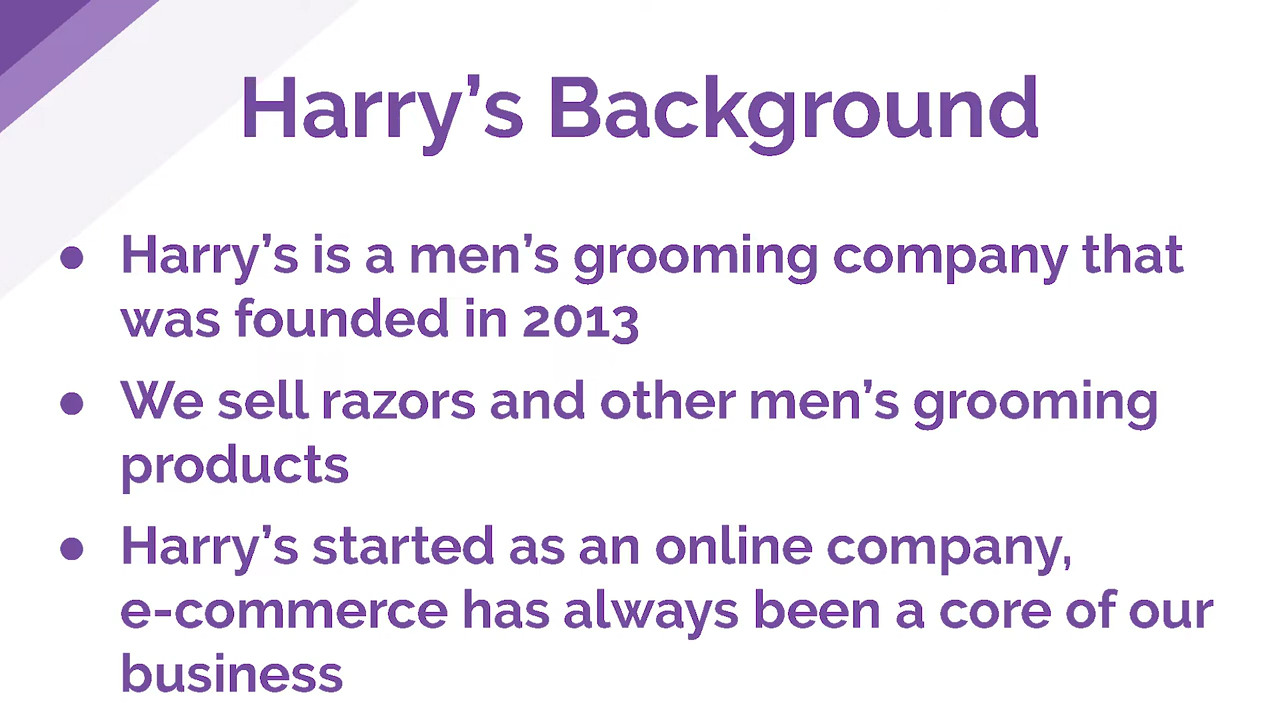 Harry’s Background
● Harry’s is a men’s grooming company that
was founded in 2013
● We sell razors and other men’s grooming
products
● Harry’s started as an online company,
e-commerce has always been a core of our
business